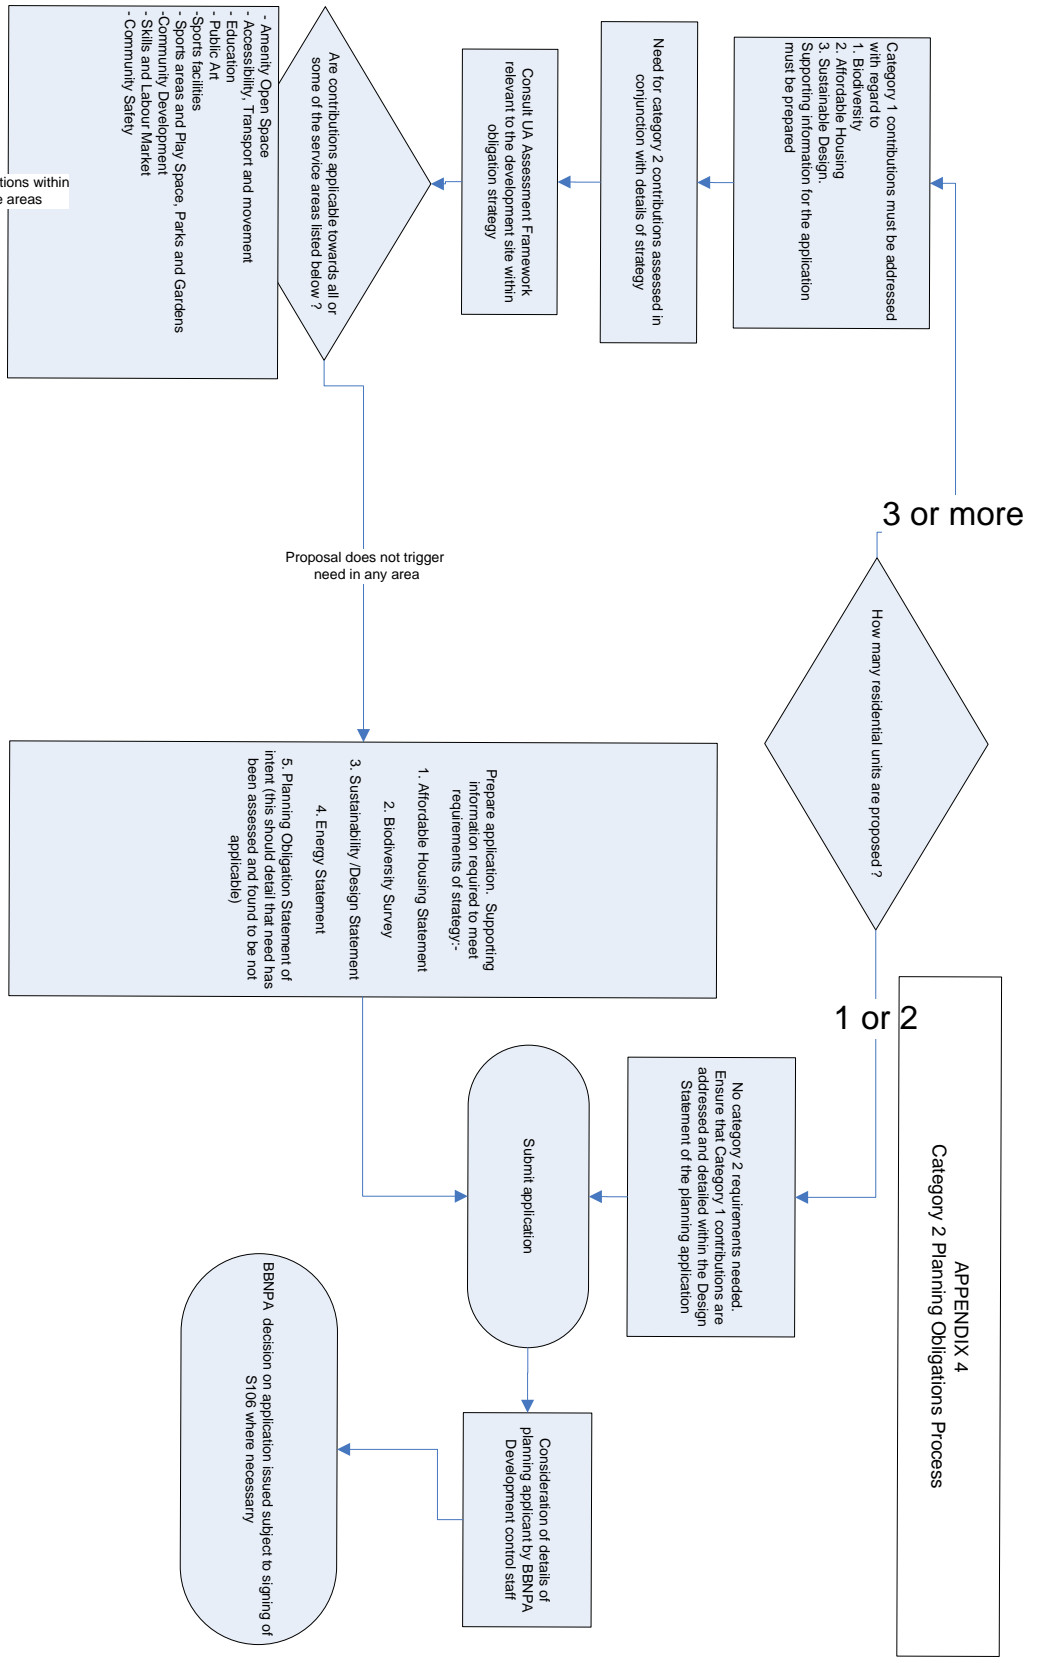 APPENDIX 4
Category 2 Planning Obligations Process
How many residential units are proposed ?
3 or more
1 or 2
Category 1 contributions must be addressed
with regard to
1. Biodiversity
2. Affordable Housing
3. Sustainable Design.
Supporting information for the application
must be prepared
Need for category 2 contributions assessed in
conjunction with details of strategy
Consult UA Assessment Framework
relevant to the development site within
obligation strategy
Are contributions applicable towards all or
some of the service areas listed below ?
- Amenity Open Space
- Accessibility, Transport and movement
- Education
- Public Art
-Sports facilities
- Sports areas and Play Space, Parks and Gardens
-Community Development
- Skills and Labour Market
- Community Safety
tions within
e areas
Proposal does not trigger
need in any area
Prepare application. Supporting
information required to meet
requirements of strategy:-
1. Affordable Housing Statement
2. Biodiversity Survey
3. Sustainability /Design Statement
4. Energy Statement
5. Planning Obligation Statement of
intent (this should detail that need has
been assessed and found to be not
applicable)
No category 2 requirements needed.
Ensure that Category 1 contributions are
addressed and detailed within the Design
Statement of the planning application
Submit application
Consideration of details of
planning applicant by BBNPA
Development control staff
BBNPA decision on application issued subject to signing of
S106 where necessarry